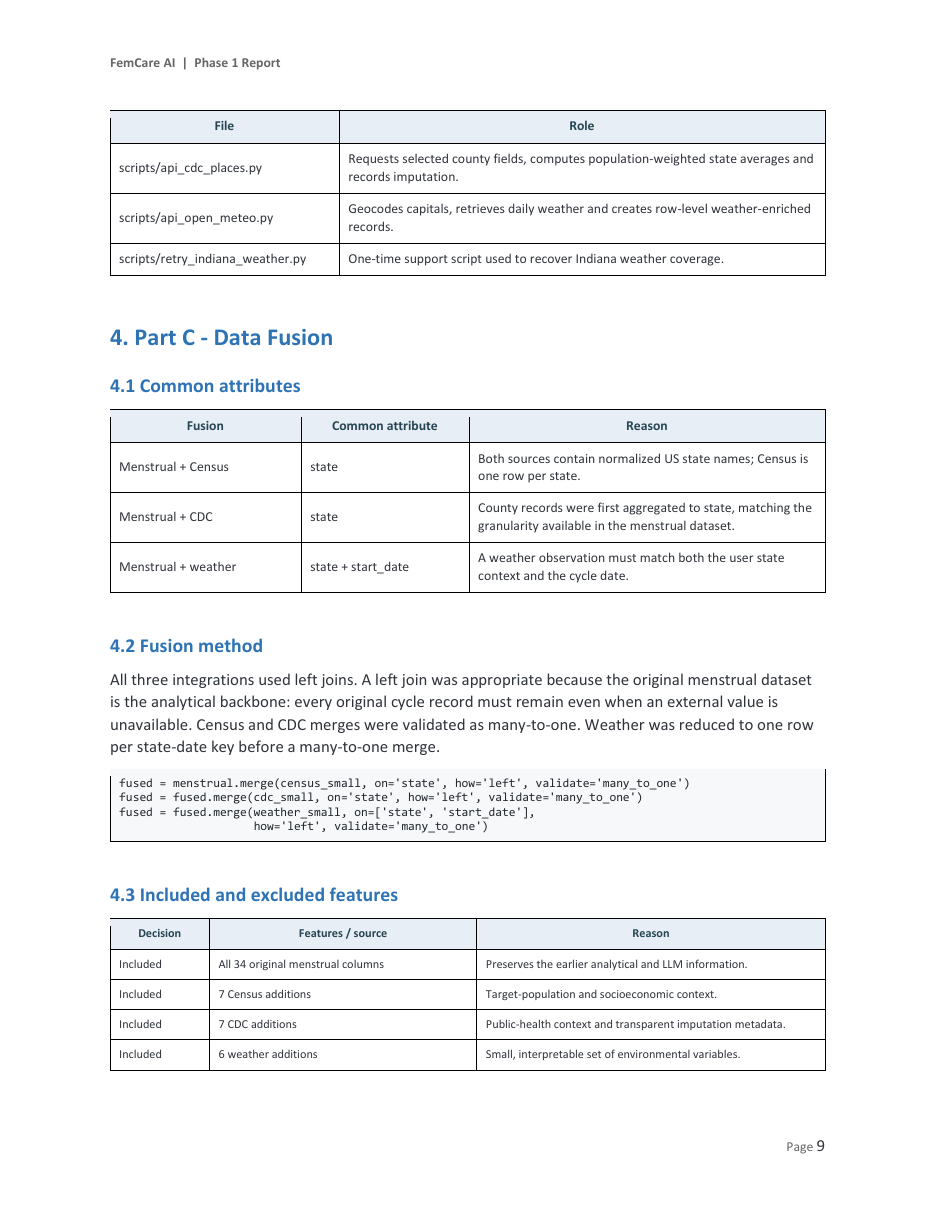 FemCare AI | Phase 1 Report
File
Role
scripts/api_cdc_places.py
Requests selected county fields, computes population-weighted state averages and
records imputation.
scripts/api_open_meteo.py
Geocodes capitals, retrieves daily weather and creates row-level weather-enriched
records.
scripts/retry_indiana_weather.py
One-time support script used to recover Indiana weather coverage.
4. Part C - Data Fusion
4.1 Common attributes
Fusion
Common attribute
Reason
Menstrual + Census
state
Both sources contain normalized US state names; Census is
one row per state.
Menstrual + CDC
state
County records were first aggregated to state, matching the
granularity available in the menstrual dataset.
Menstrual + weather
state + start_date
A weather observation must match both the user state
context and the cycle date.
4.2 Fusion method
All three integrations used left joins. A left join was appropriate because the original menstrual dataset
is the analytical backbone: every original cycle record must remain even when an external value is
unavailable. Census and CDC merges were validated as many-to-one. Weather was reduced to one row
per state-date key before a many-to-one merge.
fused = menstrual.merge(census_small, on='state', how='left', validate='many_to_one')
fused = fused.merge(cdc_small, on='state', how='left', validate='many_to_one')
fused = fused.merge(weather_small, on=['state', 'start_date'],
                    how='left', validate='many_to_one')
4.3 Included and excluded features
Decision
Features / source
Reason
Included
All 34 original menstrual columns
Preserves the earlier analytical and LLM information.
Included
7 Census additions
Target-population and socioeconomic context.
Included
7 CDC additions
Public-health context and transparent imputation metadata.
Included
6 weather additions
Small, interpretable set of environmental variables.
Page 9